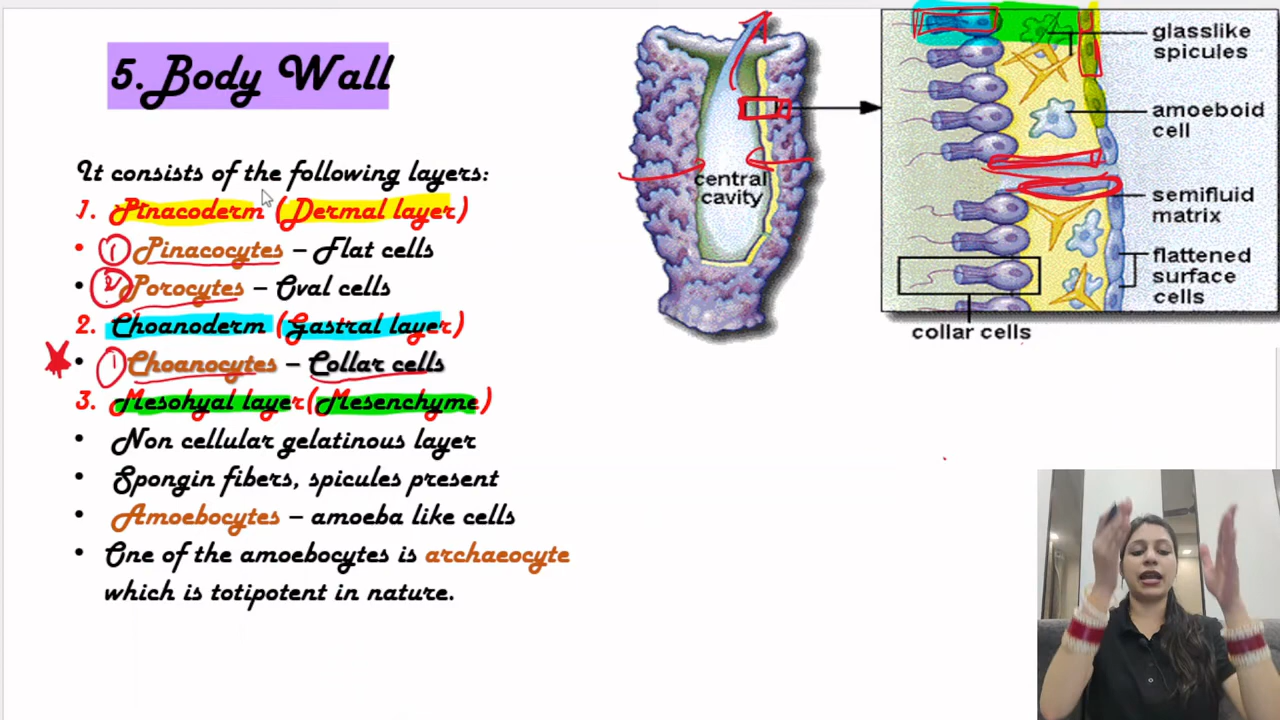 5. Body Wall
It consists of the following layers:
1. Pinacoderm (Dermal layer)
• 1 Pinacocytes – Flat cells
• 2 Porocytes – Oval cells
2. Choanoderm (Gastral layer)
• 1 Choanocytes – Collar cells
3. Mesohyal layer(Mesenchyme)
• Non cellular gelatinous layer
• Spongin fibers, spicules present
• Amoebocytes – amoeba like cells
• One of the amoebocytes is archaeocyte
which is totipotent in nature.
central
cavity
glasslike
spicules
amoeboid
cell
semifluid
matrix
flattened
surface
cells
collar cells